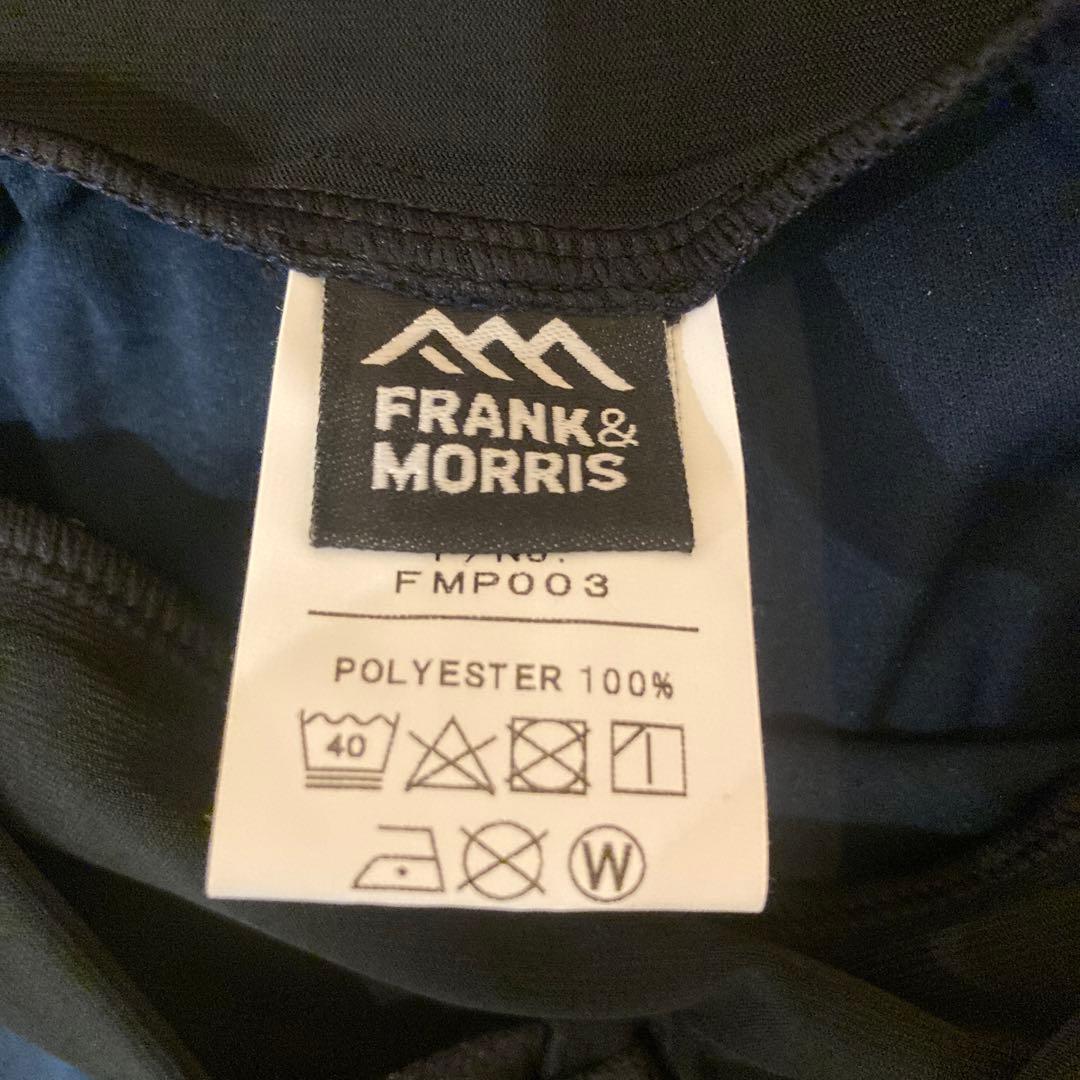 FRANK&
MORRIS
FMP003
POLYESTER 100%
40
W